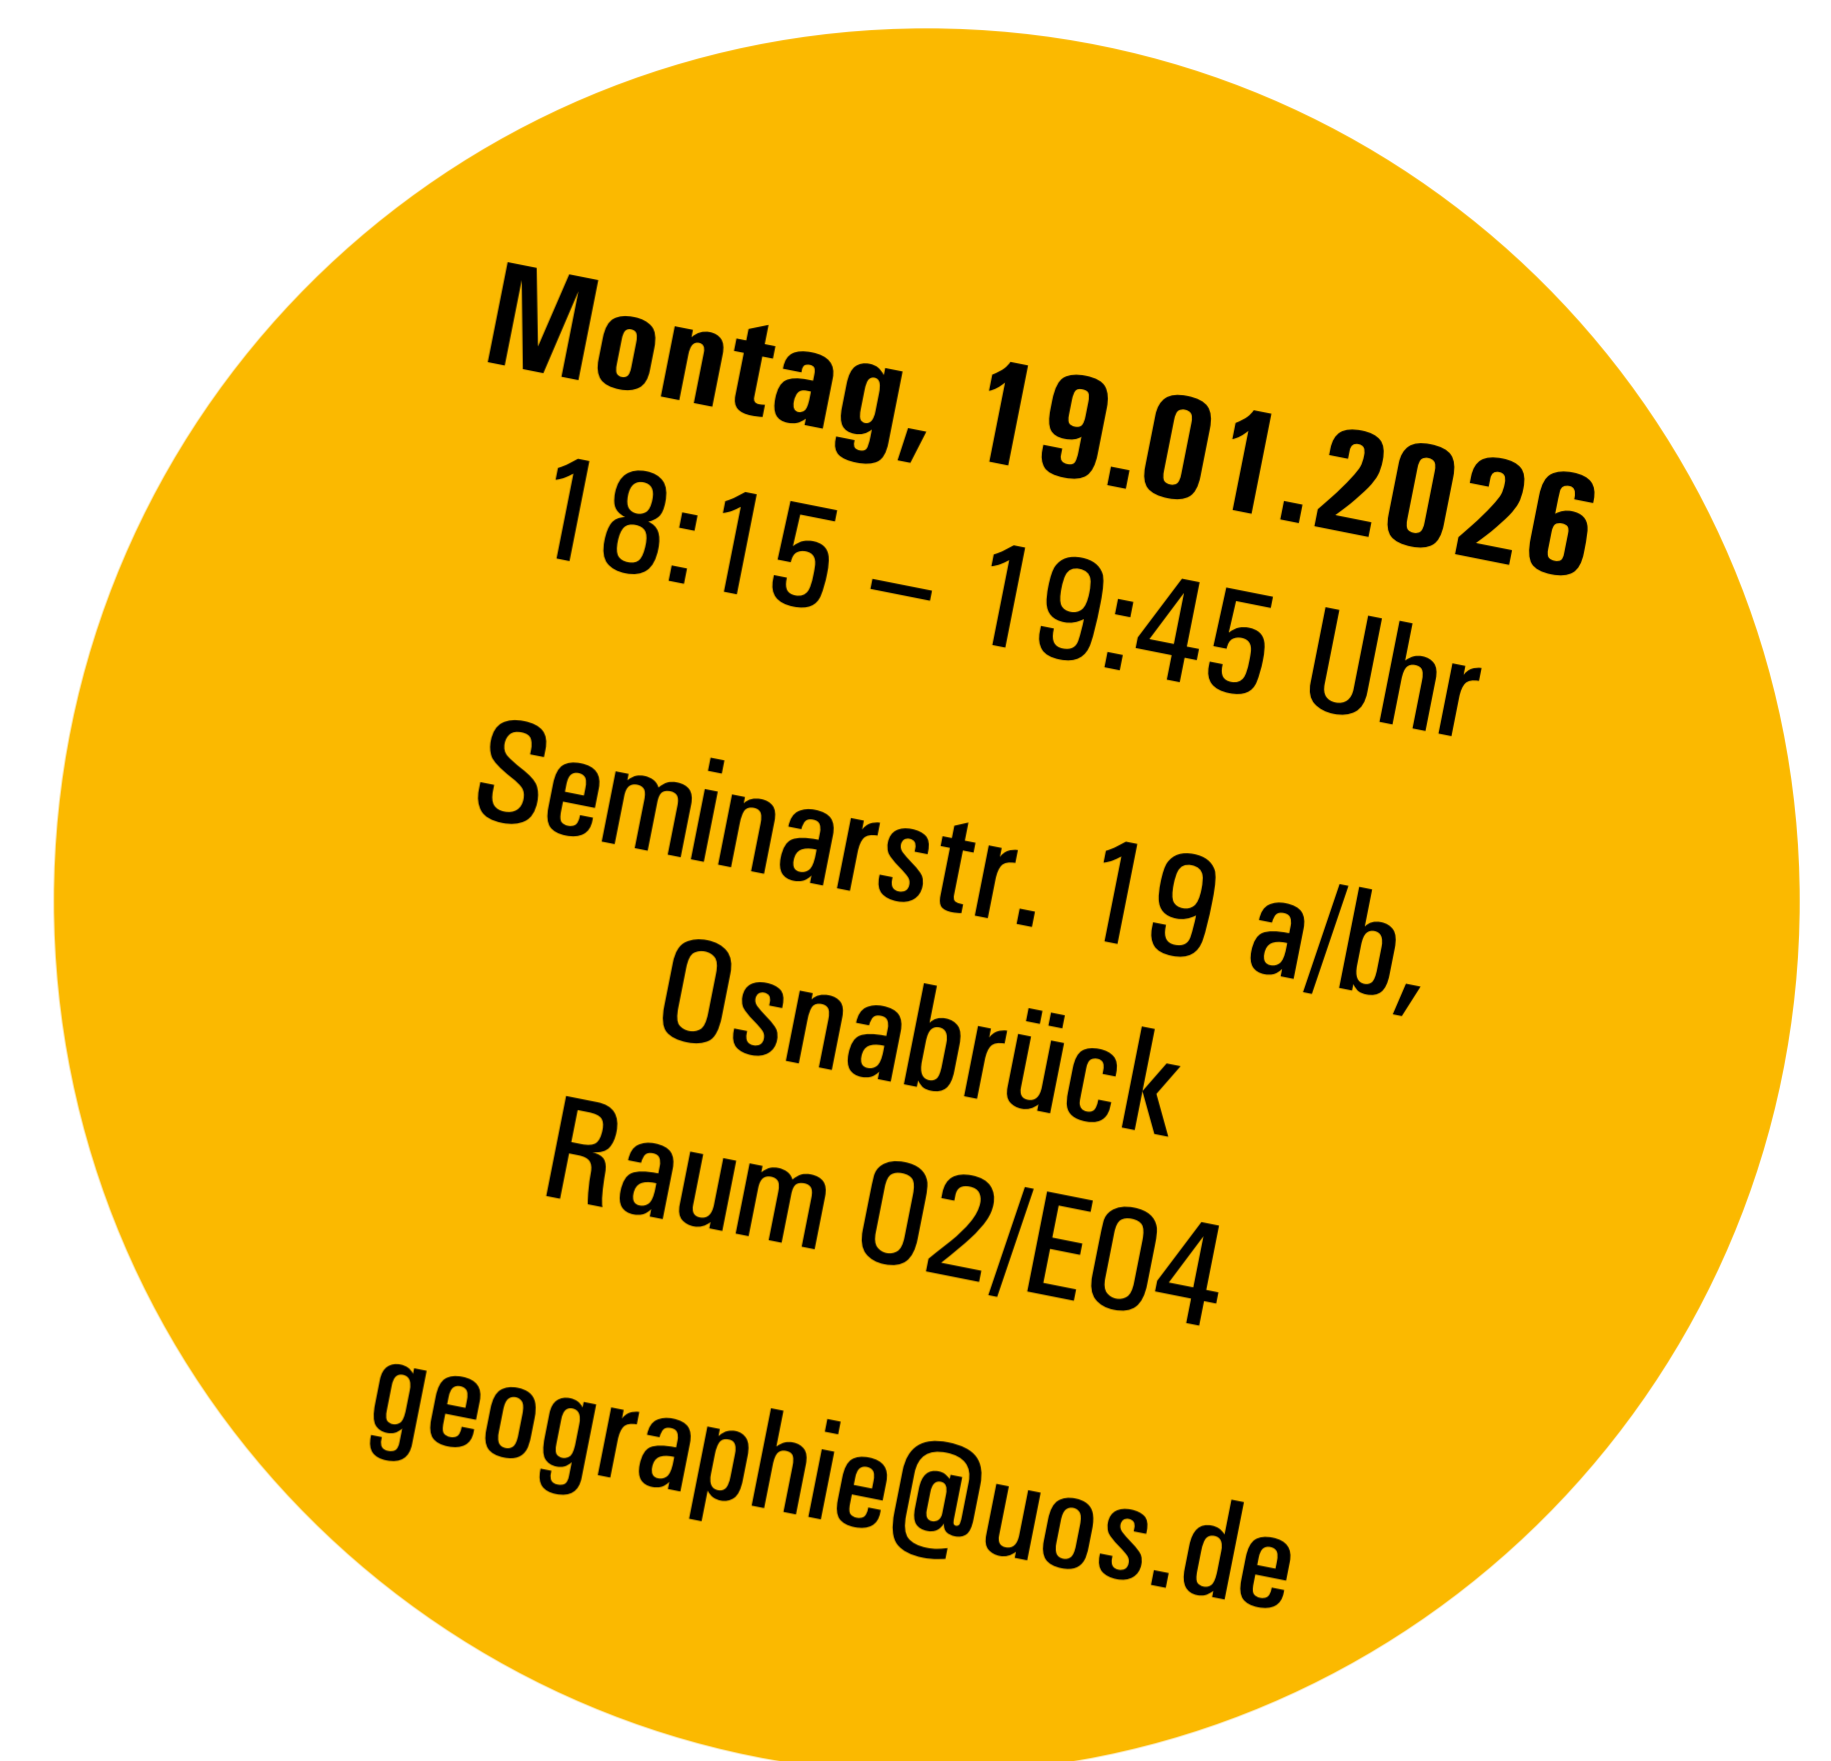 Montag, 19.01.2026
18:15 – 19:45 Uhr
Seminarstr. 19 a/b,
Osnabrück
Raum 02/E04
geographie@uos.de